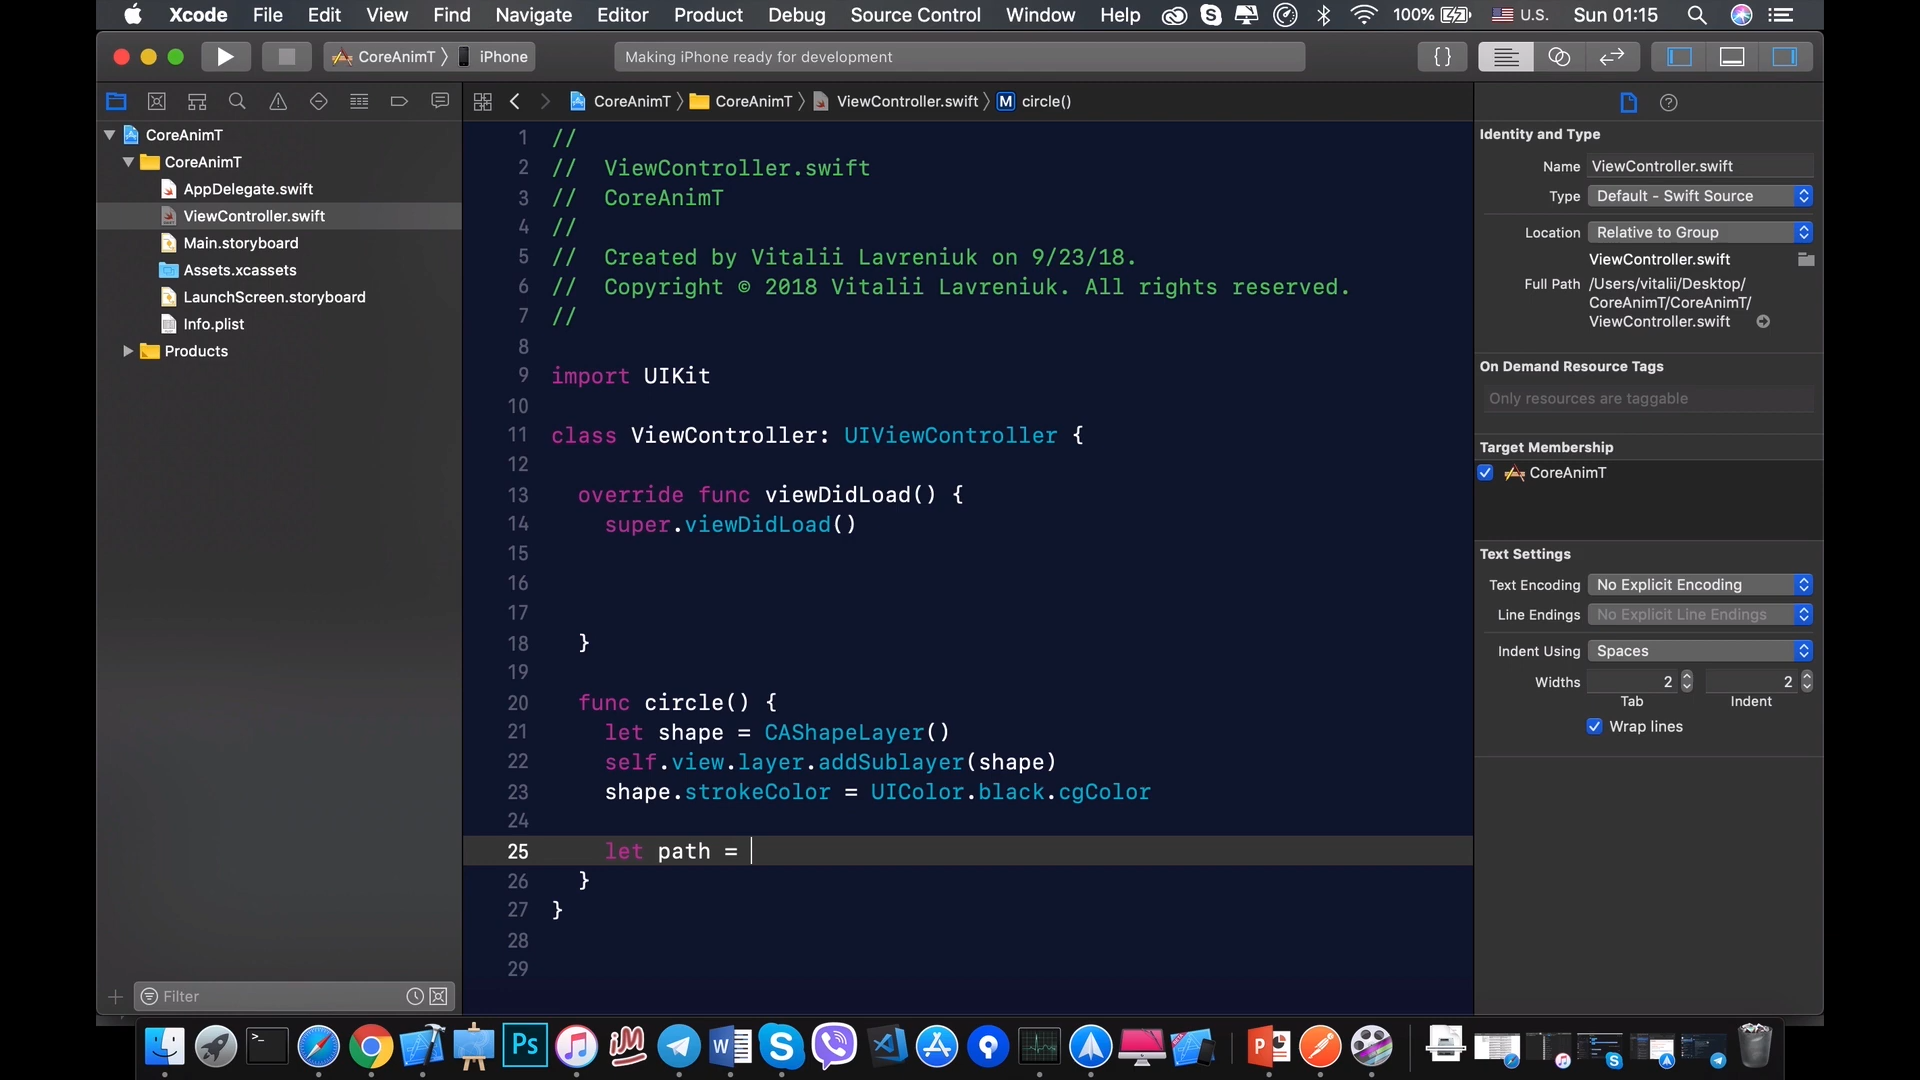 Xcode File Edit View Find Navigate Editor Product Debug Source Control Window Help 100% U.S. Sun 01:15
CoreAnimT iPhone Making iPhone ready for development {}
CoreAnimT CoreAnimT ViewController.swift M circle()
CoreAnimT
CoreAnimT
AppDelegate.swift
ViewController.swift
Main.storyboard
Assets.xcassets
LaunchScreen.storyboard
Info.plist
Products
Filter
1 //
2 //  ViewController.swift
3 //  CoreAnimT
4 //
5 //  Created by Vitalii Lavreniuk on 9/23/18.
6 //  Copyright © 2018 Vitalii Lavreniuk. All rights reserved.
7 //
8
9 import UIKit
10
11 class ViewController: UIViewController {
12
13   override func viewDidLoad() {
14     super.viewDidLoad()
15
16
17
18   }
19
20   func circle() {
21     let shape = CAShapeLayer()
22     self.view.layer.addSublayer(shape)
23     shape.strokeColor = UIColor.black.cgColor
24
25     let path =
26   }
27 }
28
29
Identity and Type
Name ViewController.swift
Type Default - Swift Source
Location Relative to Group
ViewController.swift
Full Path /Users/vitalii/Desktop/
CoreAnimT/CoreAnimT/
ViewController.swift
On Demand Resource Tags
Only resources are taggable
Target Membership
CoreAnimT
Text Settings
Text Encoding No Explicit Encoding
Line Endings No Explicit Line Endings
Indent Using Spaces
Widths 2 2
Tab Indent
Wrap lines
Ps iM W S P